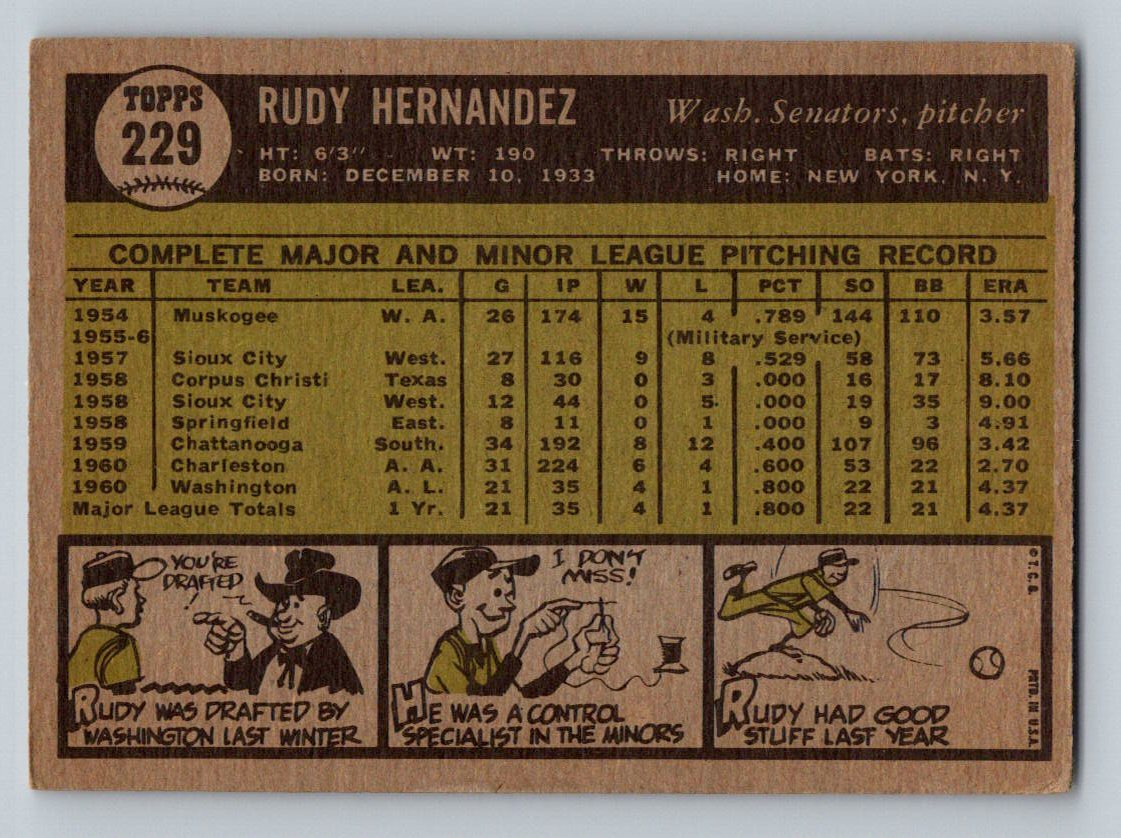 TOPPS
229
RUDY HERNANDEZ
Wash. Senators, pitcher
HT: 6'3" WT: 190 THROWS: RIGHT BATS: RIGHT
BORN: DECEMBER 10, 1933 HOME: NEW YORK, N. Y.
COMPLETE MAJOR AND MINOR LEAGUE PITCHING RECORD
YEAR TEAM LEA. G IP W L PCT SO BB ERA
1954 Muskogee W. A. 26 174 15 4 .789 144 110 3.57
1955-6 (Military Service)
1957 Sioux City West. 27 116 9 8 .529 58 73 5.66
1958 Corpus Christi Texas 8 30 0 3 .000 16 17 8.10
1958 Sioux City West. 12 44 0 5 .000 19 35 9.00
1958 Springfield East. 8 11 0 1 .000 9 3 4.91
1959 Chattanooga South. 34 192 8 12 .400 107 96 3.42
1960 Charleston A. A. 31 224 6 4 .600 53 22 2.70
1960 Washington A. L. 21 35 4 1 .800 22 21 4.37
Major League Totals 1 Yr. 21 35 4 1 .800 22 21 4.37
YOU'RE
DRAFTED
!
RUDY WAS DRAFTED BY
WASHINGTON LAST WINTER
I DON'T
MISS!
HE WAS A CONTROL
SPECIALIST IN THE MINORS
RUDY HAD GOOD
STUFF LAST YEAR
© T. C. G. PRTD. IN U.S.A.